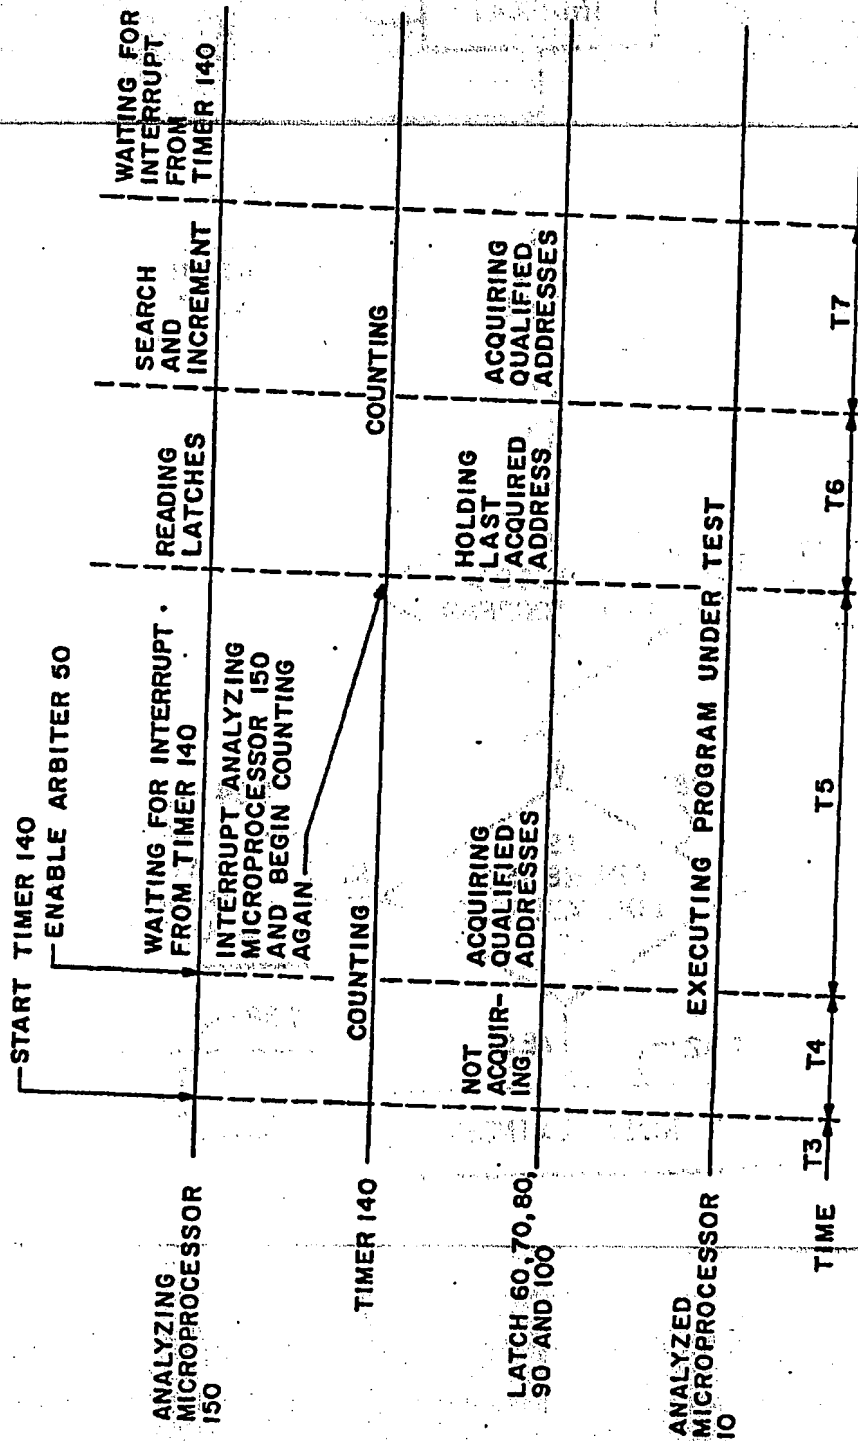 START TIMER 140
ENABLE ARBITER 50
ANALYZING
MICROPROCESSOR
150
WAITING FOR INTERRUPT
FROM TIMER 140
READING
LATCHES
SEARCH
AND
INCREMENT
WAITING FOR
INTERRUPT
FROM
TIMER 140
INTERRUPT ANALYZING
MICROPROCESSOR 150
AND BEGIN COUNTING
AGAIN
TIMER 140
COUNTING
COUNTING
LATCH 60,70,80,
90 AND 100
NOT
ACQUIR-
ING
ACQUIRING
QUALIFIED
ADDRESSES
HOLDING
LAST
ACQUIRED
ADDRESS
ACQUIRING
QUALIFIED
ADDRESSES
ANALYZED
MICROPROCESSOR
10
EXECUTING PROGRAM UNDER TEST
TIME
T3
T4
T5
T6
T7